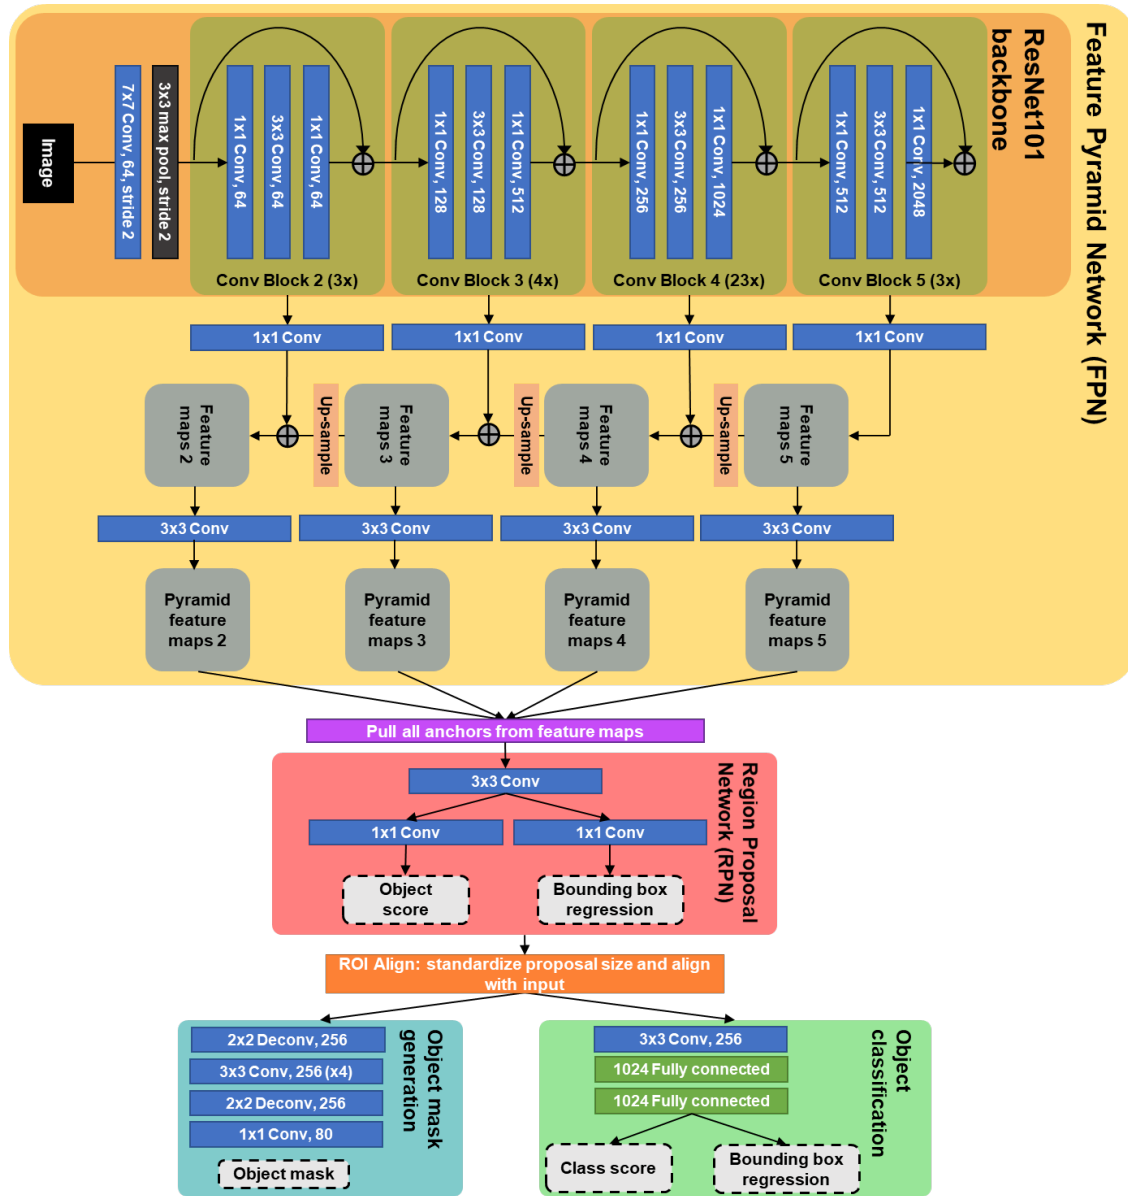 Feature Pyramid Network (FPN)
ResNet101
backbone
Image
7x7 Conv, 64, stride 2
3x3 max pool, stride 2
1x1 Conv, 64
3x3 Conv, 64
1x1 Conv, 64
Conv Block 2 (3x)
1x1 Conv, 128
3x3 Conv, 128
1x1 Conv, 512
Conv Block 3 (4x)
1x1 Conv, 256
3x3 Conv, 256
1x1 Conv, 1024
Conv Block 4 (23x)
1x1 Conv, 512
3x3 Conv, 512
1x1 Conv, 2048
Conv Block 5 (3x)
1x1 Conv
1x1 Conv
1x1 Conv
1x1 Conv
Feature
maps 2
Up-sample
Feature
maps 3
Up-sample
Feature
maps 4
Up-sample
Feature
maps 5
3x3 Conv
3x3 Conv
3x3 Conv
3x3 Conv
Pyramid
feature
maps 2
Pyramid
feature
maps 3
Pyramid
feature
maps 4
Pyramid
feature
maps 5
Pull all anchors from feature maps
Region Proposal
Network (RPN)
3x3 Conv
1x1 Conv
1x1 Conv
Object
score
Bounding box
regression
ROI Align: standardize proposal size and align
with input
Object mask
generation
2x2 Deconv, 256
3x3 Conv, 256 (x4)
2x2 Deconv, 256
1x1 Conv, 80
Object mask
Object
classification
3x3 Conv, 256
1024 Fully connected
1024 Fully connected
Class score
Bounding box
regression